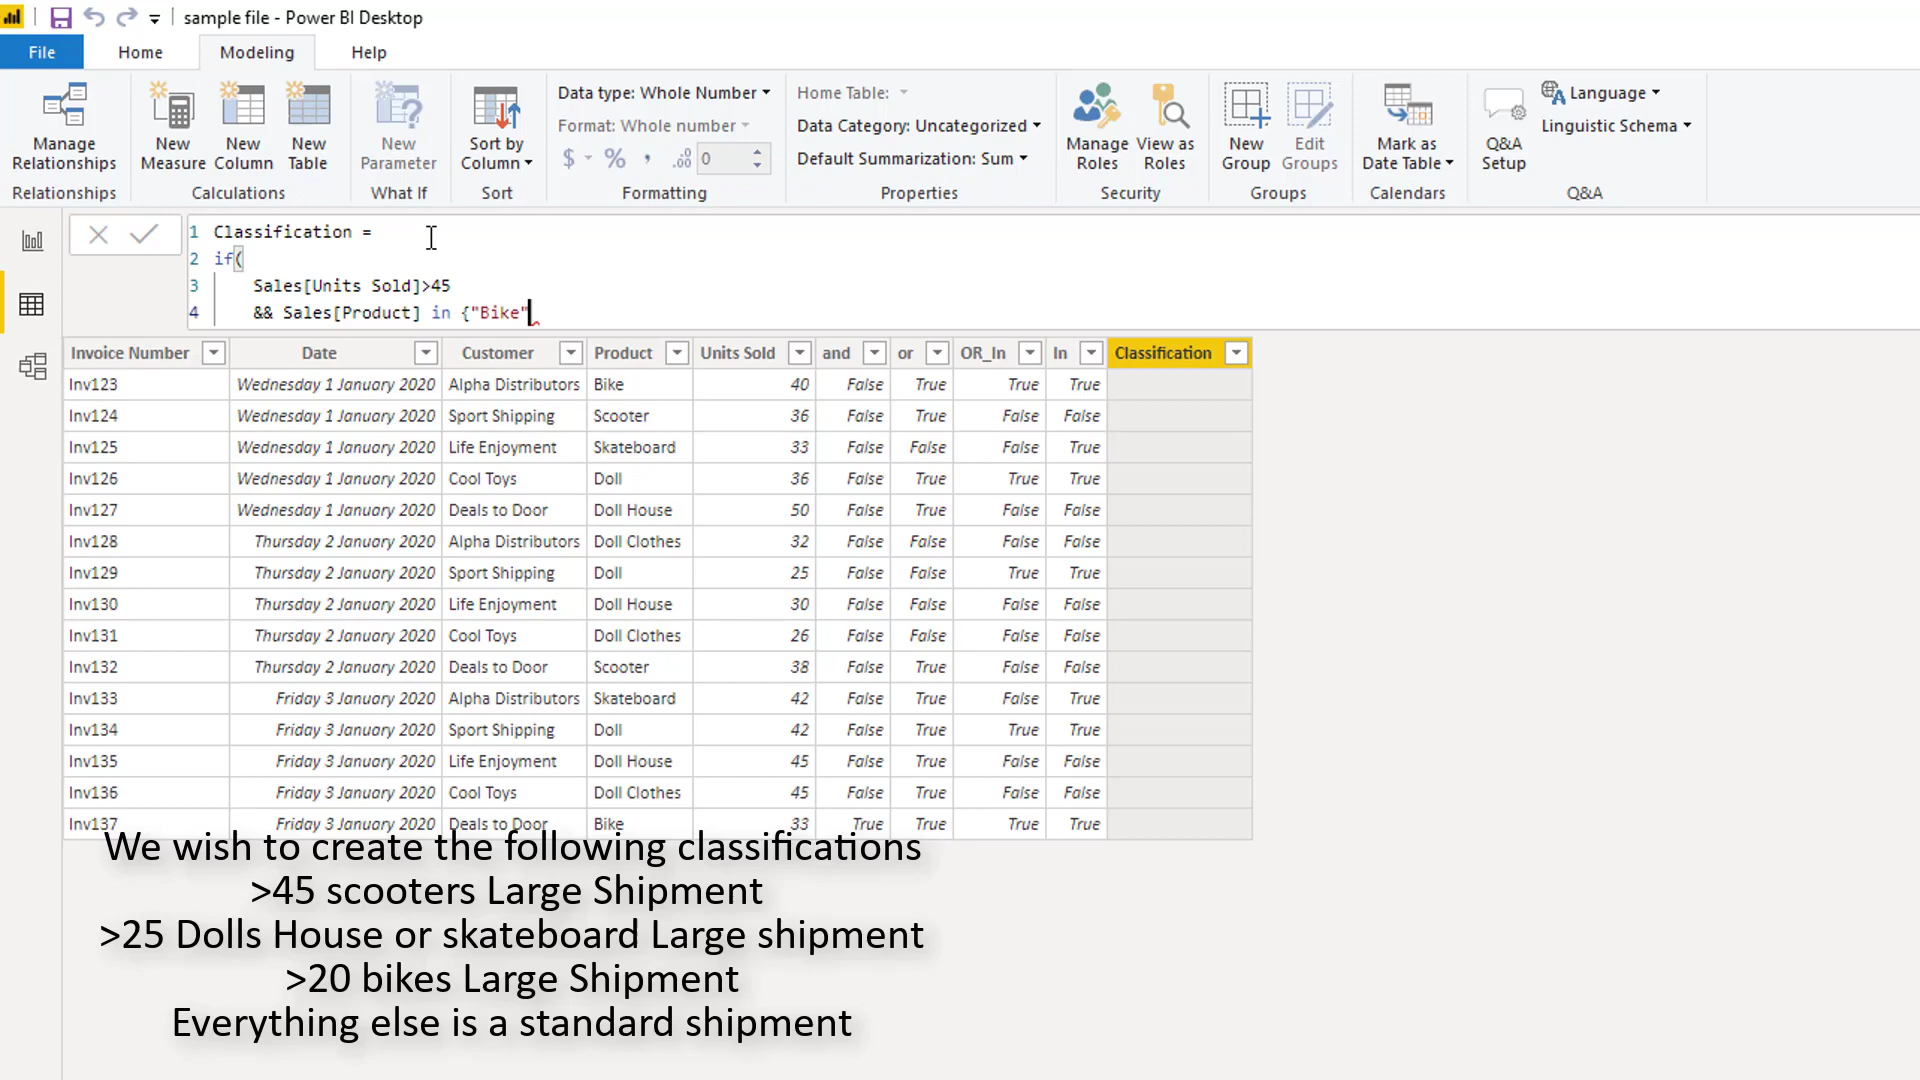 sample file - Power BI Desktop
File Home Modeling Help
Manage Relationships
New Measure
New Column
New Table
New Parameter
Sort by Column
Data type: Whole Number
Format: Whole number
$ % , .00 0
Home Table:
Data Category: Uncategorized
Default Summarization: Sum
Manage Roles
View as Roles
New Group
Edit Groups
Mark as Date Table
Q&A Setup
Language
Linguistic Schema
Relationships Calculations What If Sort Formatting Properties Security Groups Calendars Q&A
1 Classification =
2 if(
3 Sales[Units Sold]>45
4 && Sales[Product] in {"Bike"
Invoice Number Date Customer Product Units Sold and or OR_In In Classification
Inv123 Wednesday 1 January 2020 Alpha Distributors Bike 40 False True True True
Inv124 Wednesday 1 January 2020 Sport Shipping Scooter 36 False True False False
Inv125 Wednesday 1 January 2020 Life Enjoyment Skateboard 33 False False False True
Inv126 Wednesday 1 January 2020 Cool Toys Doll 36 False True True True
Inv127 Wednesday 1 January 2020 Deals to Door Doll House 50 False True False False
Inv128 Thursday 2 January 2020 Alpha Distributors Doll Clothes 32 False False False False
Inv129 Thursday 2 January 2020 Sport Shipping Doll 25 False False True True
Inv130 Thursday 2 January 2020 Life Enjoyment Doll House 30 False False False False
Inv131 Thursday 2 January 2020 Cool Toys Doll Clothes 26 False False False False
Inv132 Thursday 2 January 2020 Deals to Door Scooter 38 False True False False
Inv133 Friday 3 January 2020 Alpha Distributors Skateboard 42 False True False True
Inv134 Friday 3 January 2020 Sport Shipping Doll 42 False True True True
Inv135 Friday 3 January 2020 Life Enjoyment Doll House 45 False True False False
Inv136 Friday 3 January 2020 Cool Toys Doll Clothes 45 False True False False
Inv137 Friday 3 January 2020 Deals to Door Bike 33 True True True True
We wish to create the following classifications
>45 scooters Large Shipment
>25 Dolls House or skateboard Large shipment
>20 bikes Large Shipment
Everything else is a standard shipment